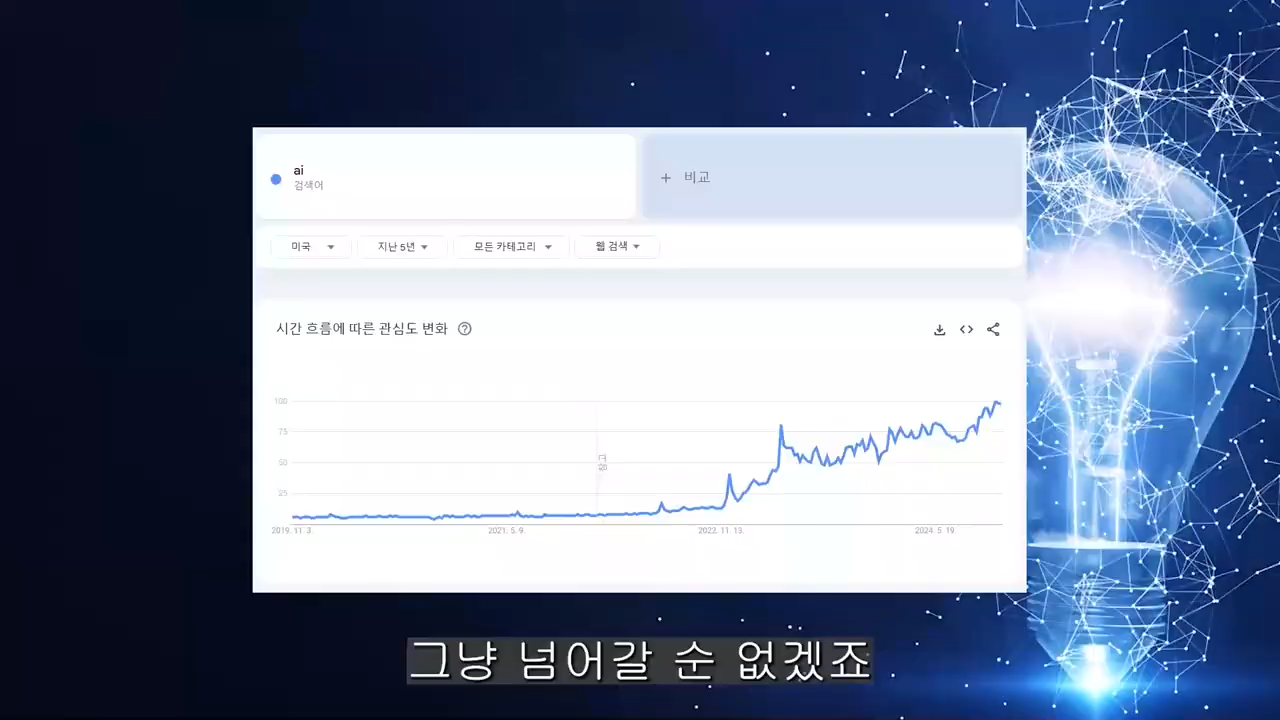 ai
검색어
+ 비교
미국
지난 5년
모든 카테고리
웹 검색
시간 흐름에 따른 관심도 변화
100
75
50
25
2019. 11. 3.
2021. 5. 9.
2022. 11. 13.
2024. 5. 19.
그냥 넘어갈 순 없겠죠